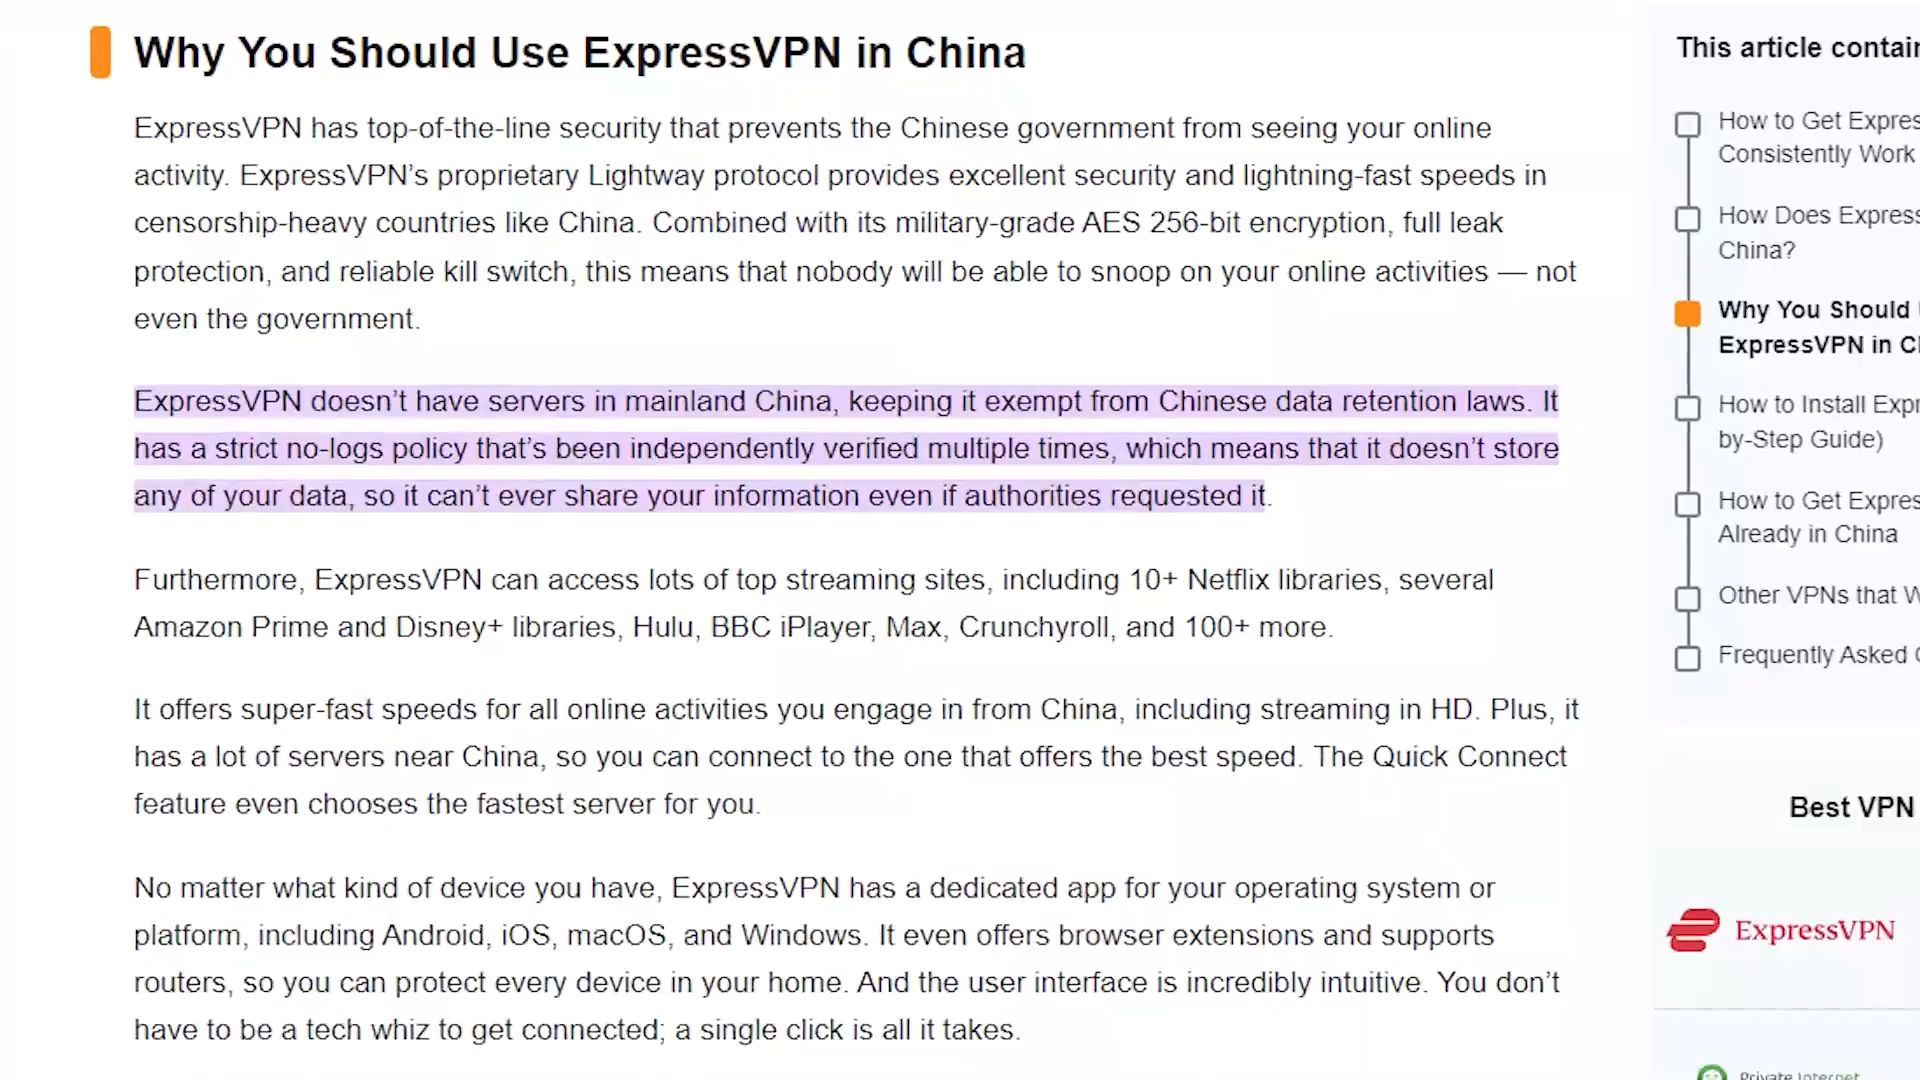 Why You Should Use ExpressVPN in China
ExpressVPN has top-of-the-line security that prevents the Chinese government from seeing your online
activity. ExpressVPN’s proprietary Lightway protocol provides excellent security and lightning-fast speeds in
censorship-heavy countries like China. Combined with its military-grade AES 256-bit encryption, full leak
protection, and reliable kill switch, this means that nobody will be able to snoop on your online activities — not
even the government.
ExpressVPN doesn’t have servers in mainland China, keeping it exempt from Chinese data retention laws. It
has a strict no-logs policy that’s been independently verified multiple times, which means that it doesn’t store
any of your data, so it can’t ever share your information even if authorities requested it.
Furthermore, ExpressVPN can access lots of top streaming sites, including 10+ Netflix libraries, several
Amazon Prime and Disney+ libraries, Hulu, BBC iPlayer, Max, Crunchyroll, and 100+ more.
It offers super-fast speeds for all online activities you engage in from China, including streaming in HD. Plus, it
has a lot of servers near China, so you can connect to the one that offers the best speed. The Quick Connect
feature even chooses the fastest server for you.
No matter what kind of device you have, ExpressVPN has a dedicated app for your operating system or
platform, including Android, iOS, macOS, and Windows. It even offers browser extensions and supports
routers, so you can protect every device in your home. And the user interface is incredibly intuitive. You don’t
have to be a tech whiz to get connected; a single click is all it takes.
This article contain
How to Get Expres
Consistently Work
How Does Express
China?
Why You Should
ExpressVPN in C
How to Install Exp
by-Step Guide)
How to Get Expres
Already in China
Other VPNs that W
Frequently Asked
Best VPN
ExpressVPN
Private Internet